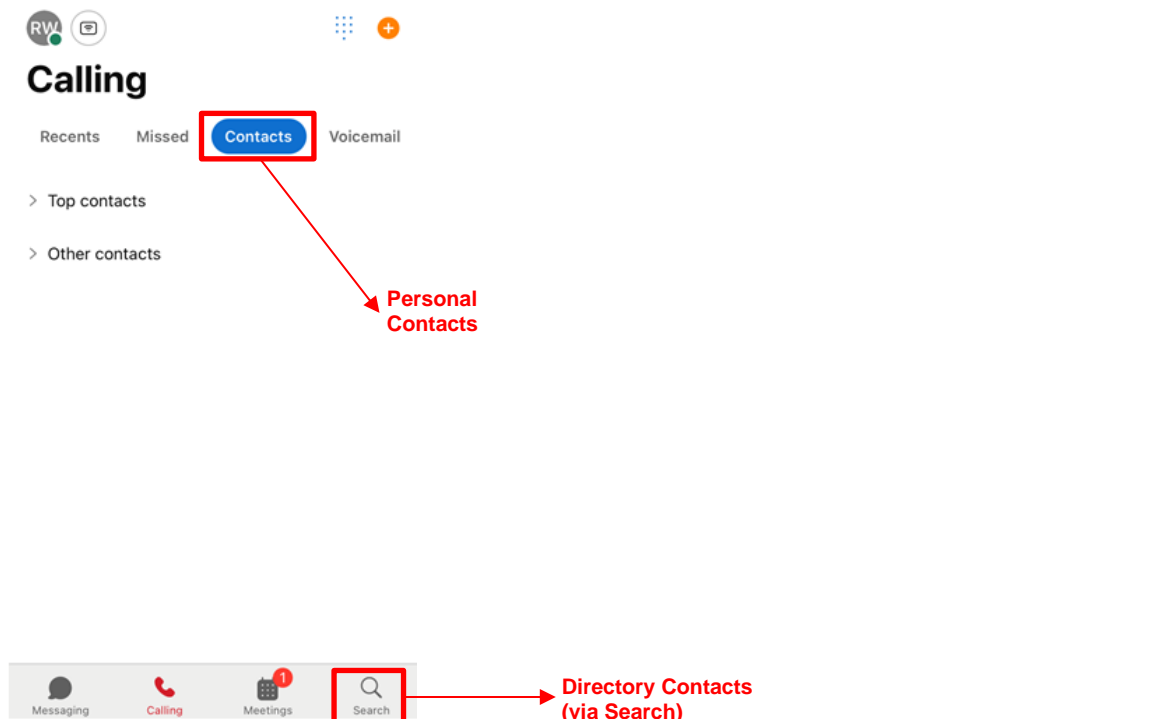 RW
Calling
Recents Missed Contacts Voicemail
Top contacts
Other contacts
Personal
Contacts
1
Messaging Calling Meetings Search
Directory Contacts
(via Search)